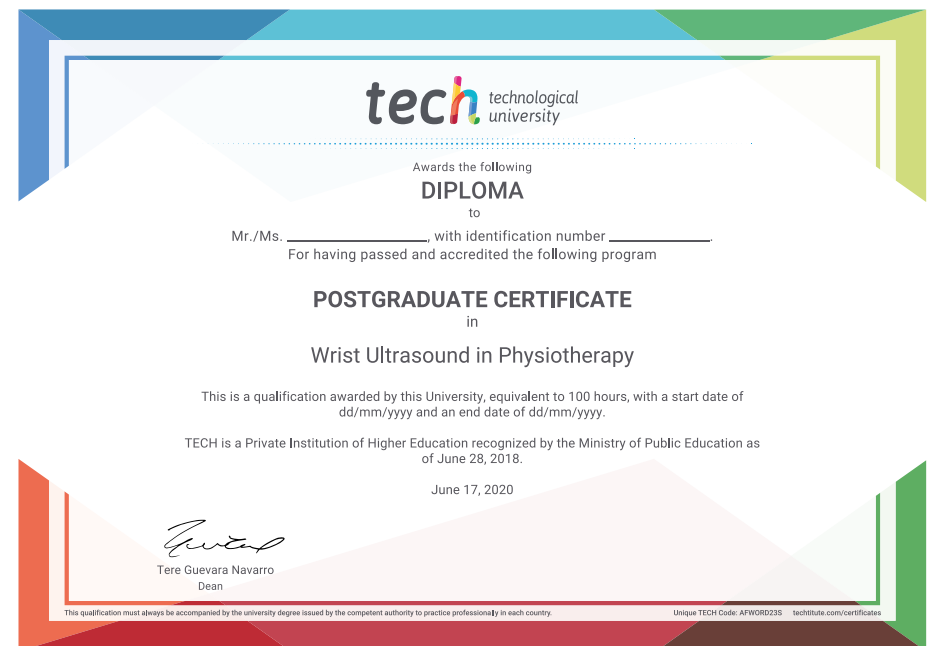 tech technological
university
Awards the following
DIPLOMA
to
Mr./Ms. ____________________, with identification number ______________.
For having passed and accredited the following program
POSTGRADUATE CERTIFICATE
in
Wrist Ultrasound in Physiotherapy
This is a qualification awarded by this University, equivalent to 100 hours, with a start date of
dd/mm/yyyy and an end date of dd/mm/yyyy.
TECH is a Private Institution of Higher Education recognized by the Ministry of Public Education as
of June 28, 2018.
June 17, 2020
Tere Guevara Navarro
Dean
This qualification must always be accompanied by the university degree issued by the competent authority to practice professionally in each country.
Unique TECH Code: AFWORD23S techtitute.com/certificates